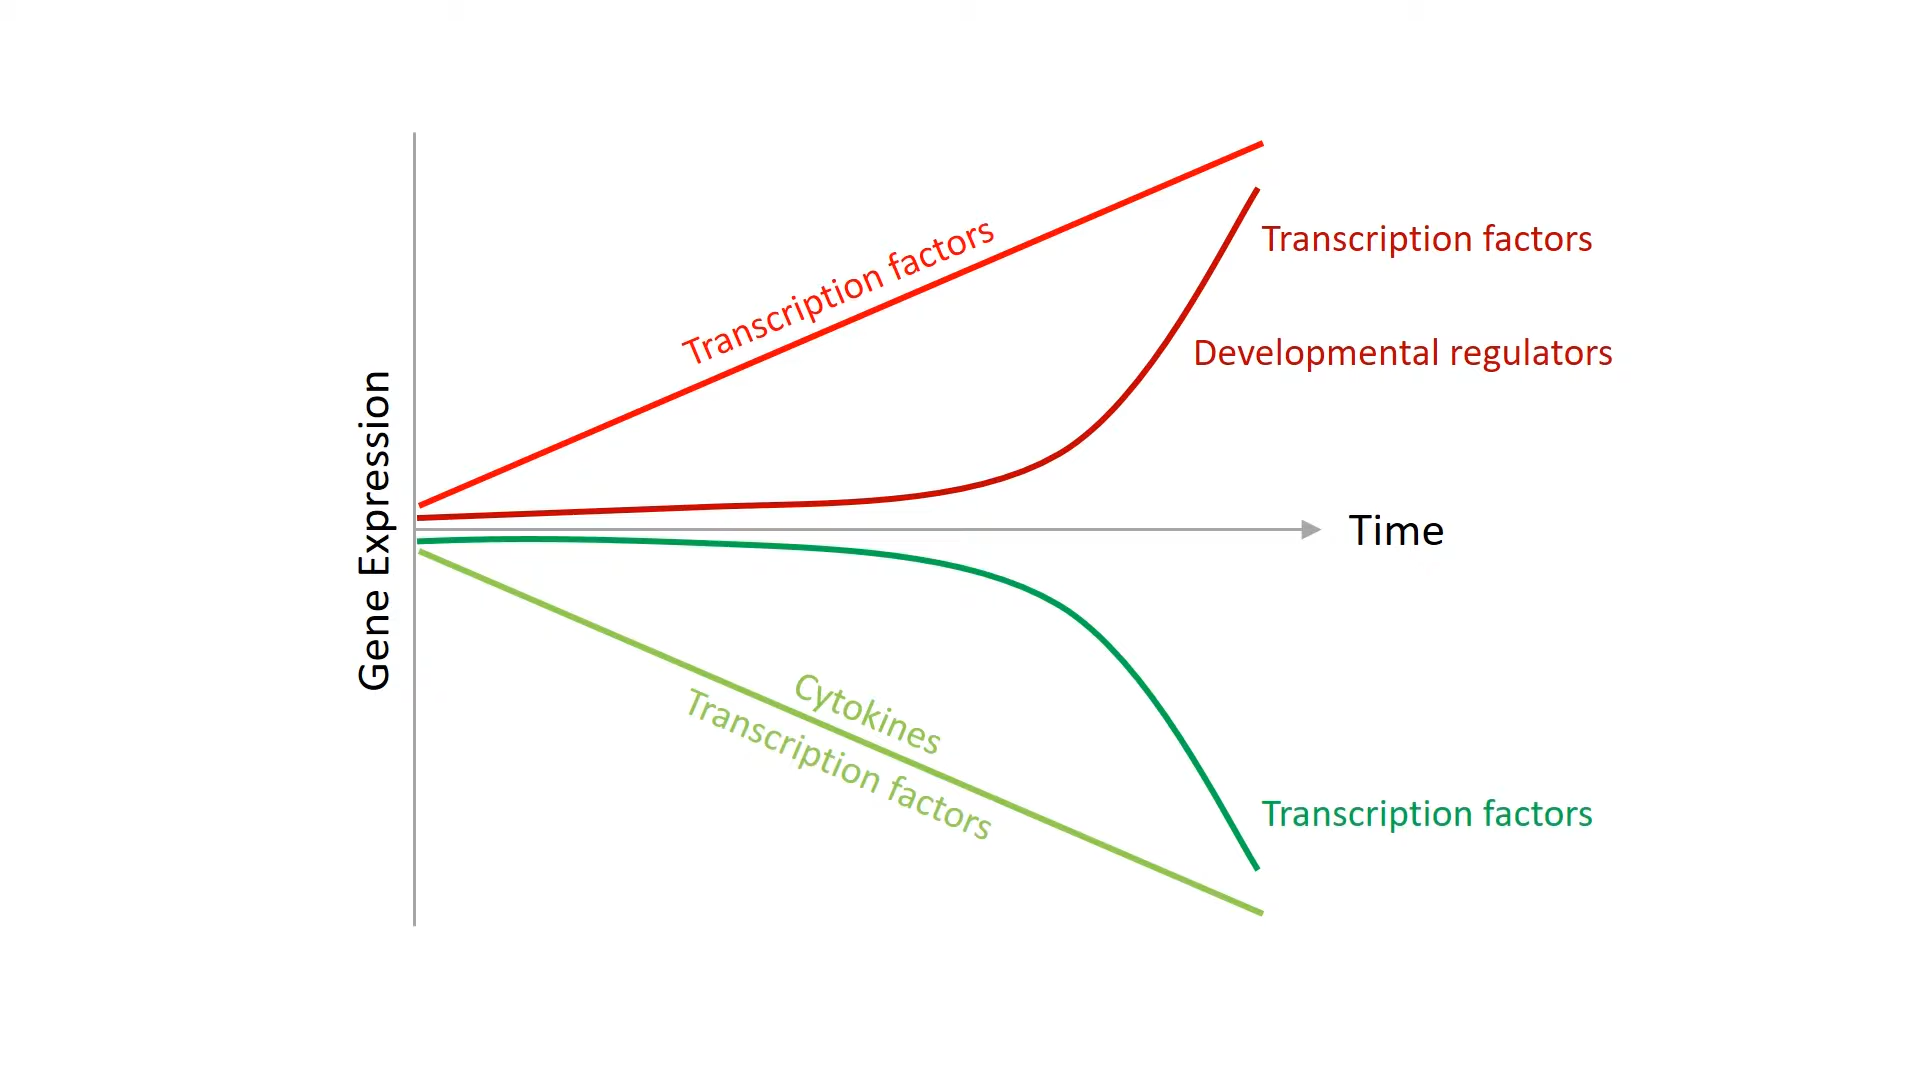 Transcription factors
Transcription factors
Developmental regulators
Gene Expression
Time
Cytokines
Transcription factors
Transcription factors